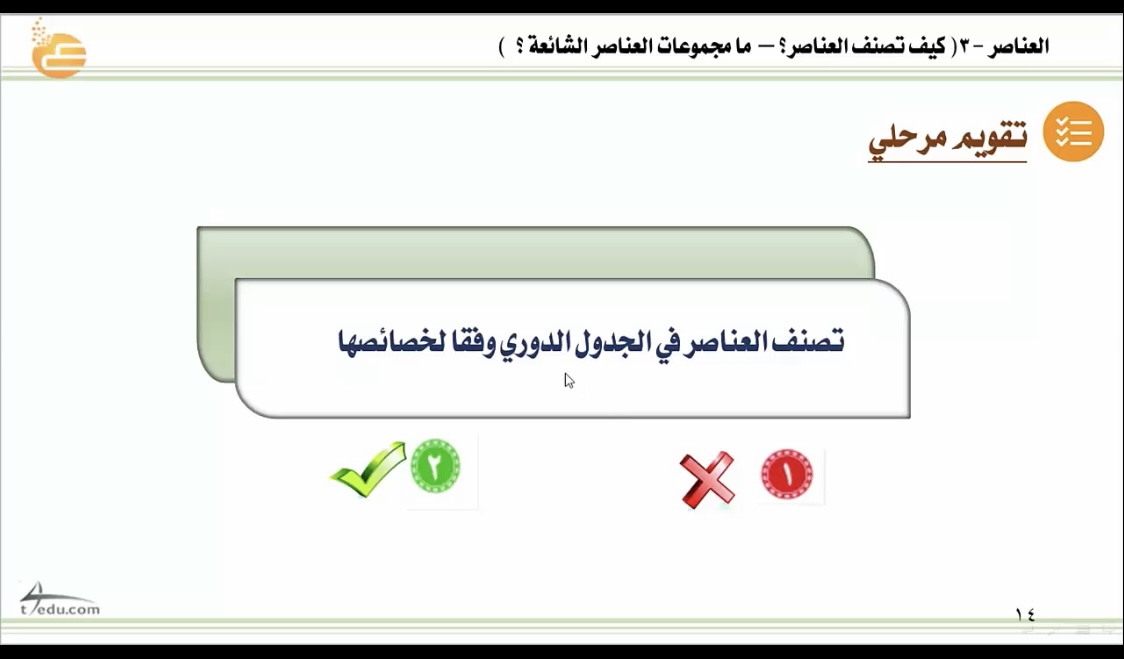 العناصر -٣( كيف تصنف العناصر؟ – ما مجموعات العناصر الشائعة ؟ )
تقويم مرحلي
تصنف العناصر في الجدول الدوري وفقا لخصائصها
١
٢
t4edu.com
١٤